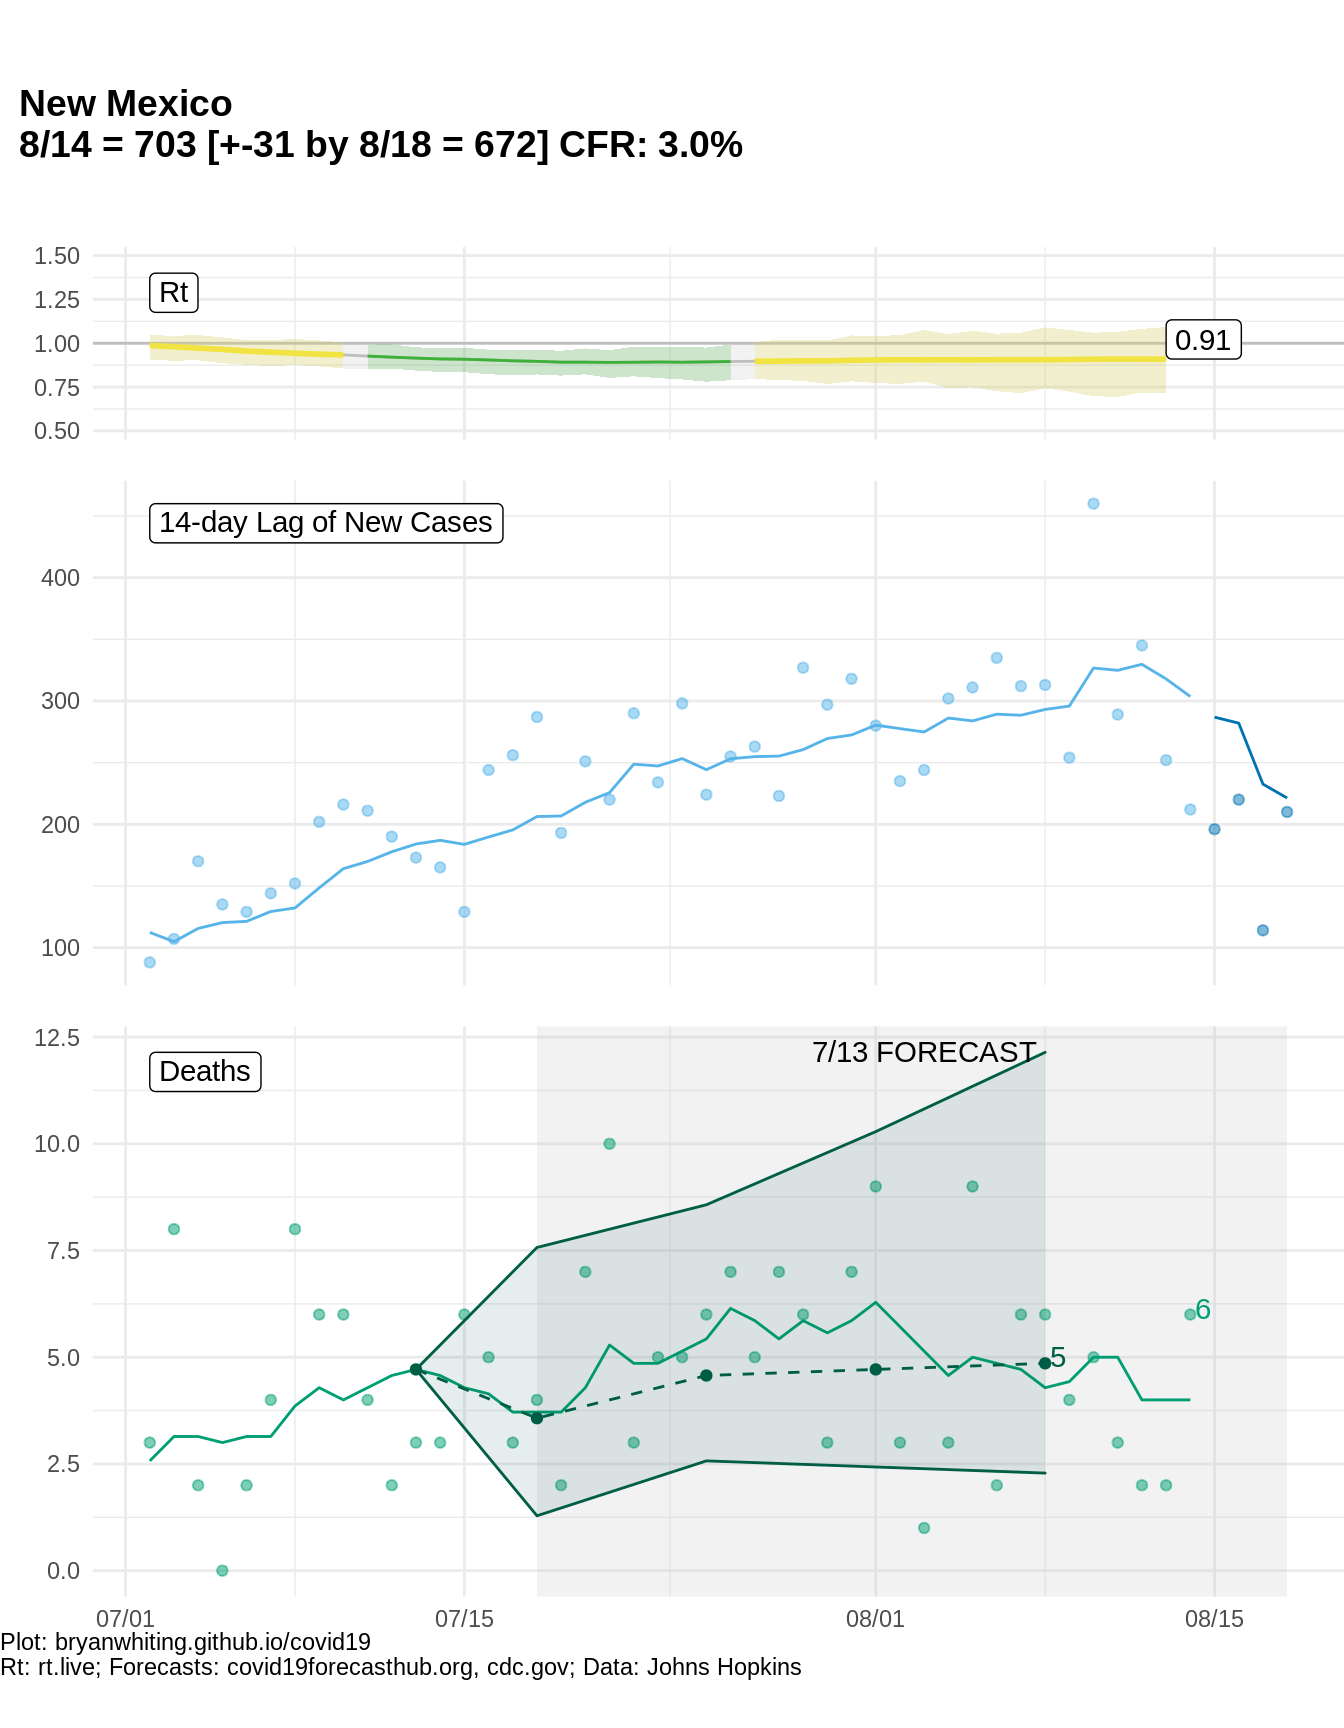 New Mexico
8/14 = 703 [+-31 by 8/18 = 672] CFR: 3.0%
1.50
1.25
1.00
0.75
0.50
Rt
0.91
14-day Lag of New Cases
400
300
200
100
12.5
10.0
7.5
5.0
2.5
0.0
Deaths
7/13 FORECAST
6
5
07/01
07/15
08/01
08/15
Plot: bryanwhiting.github.io/covid19
Rt: rt.live; Forecasts: covid19forecasthub.org, cdc.gov; Data: Johns Hopkins